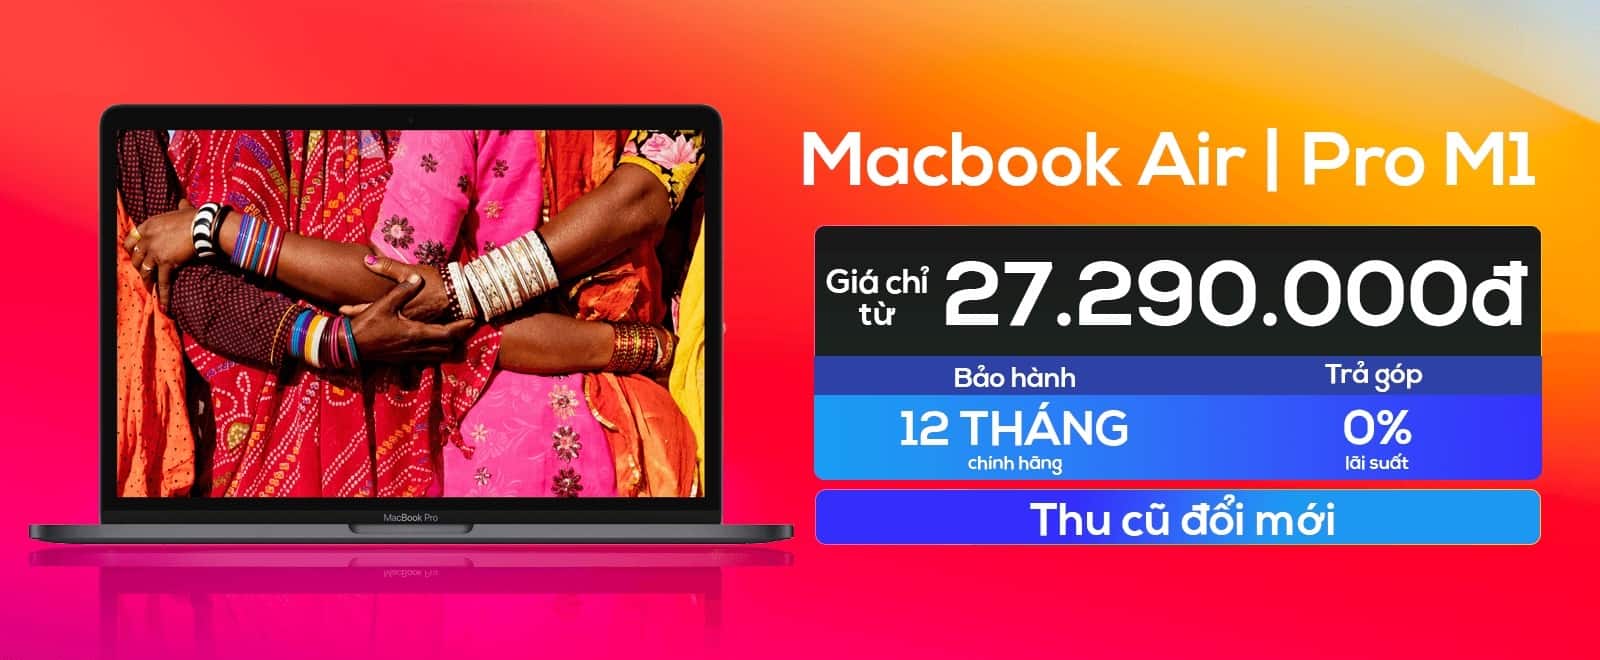 Macbook Air | Pro M1
Giá chỉ từ 27.290.000đ
Bảo hành
Trả góp
12 THÁNG
0%
chính hãng
lãi suất
Thu cũ đổi mới
MacBook Pro